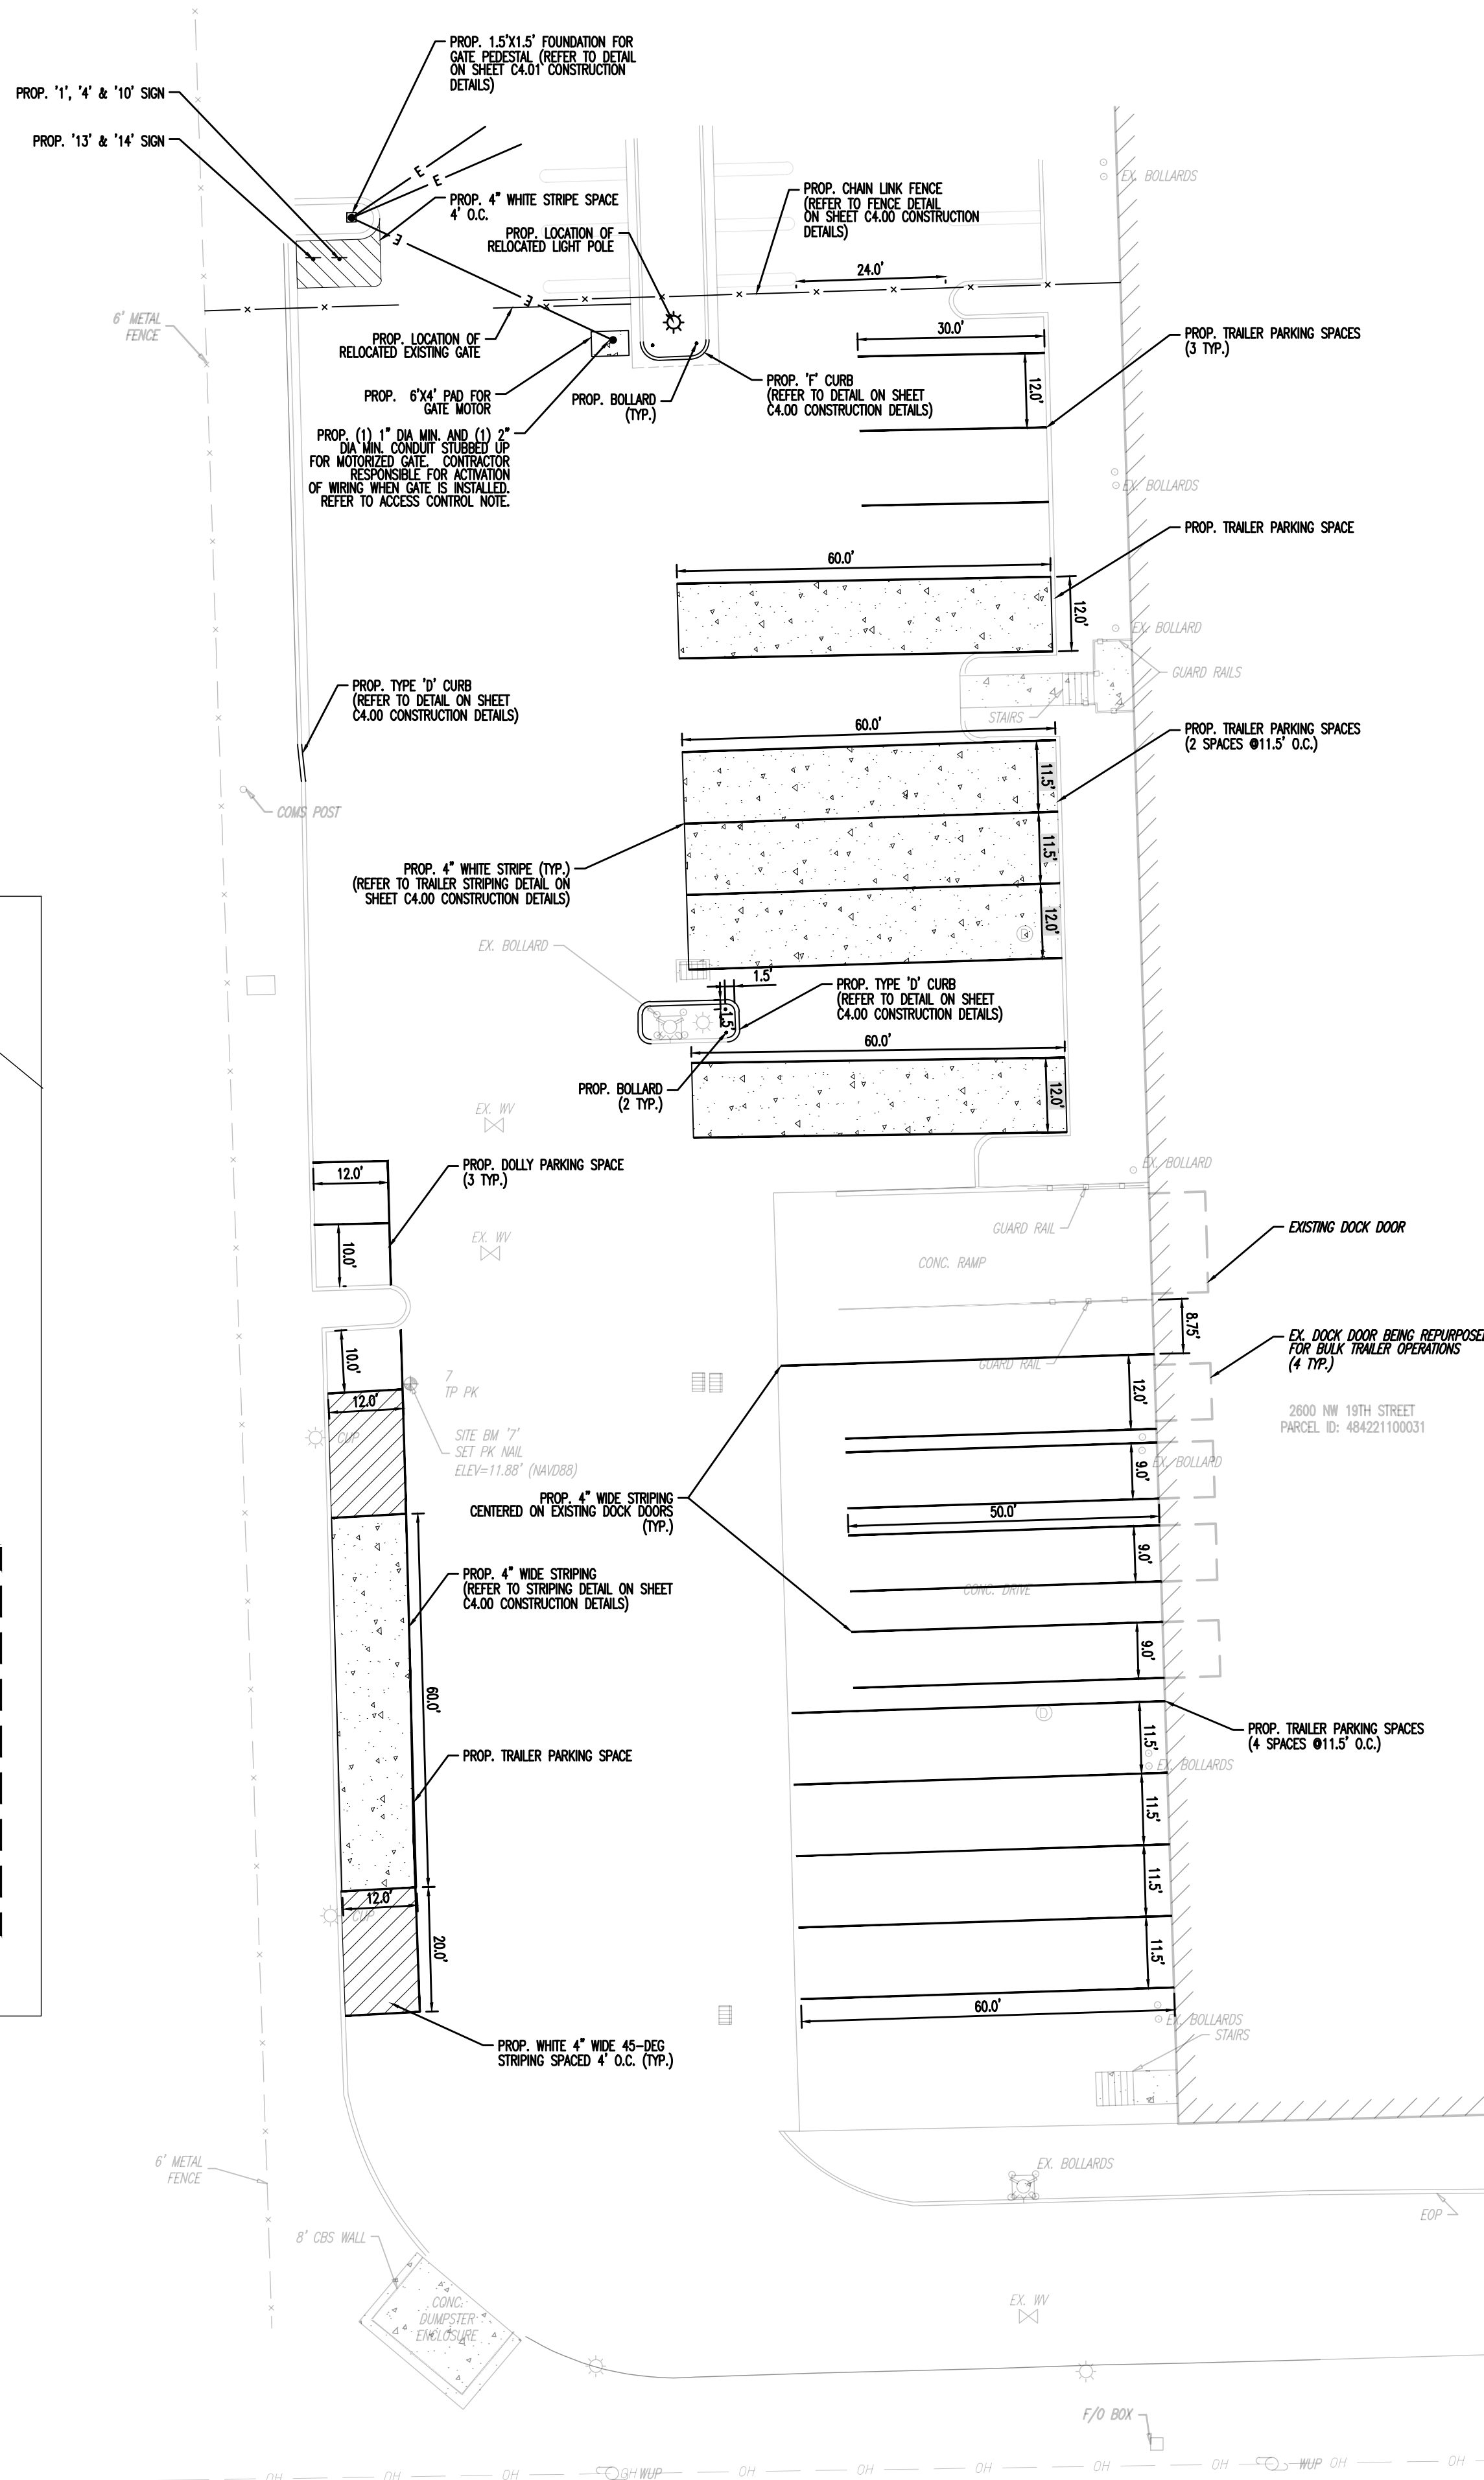 PROP. 1.5'X1.5' FOUNDATION FOR
GATE PEDESTAL (REFER TO DETAIL
ON SHEET C4.01 CONSTRUCTION
DETAILS)
PROP. '1', '4' & '10' SIGN
PROP. '13' & '14' SIGN
E
E
PROP. 4" WHITE STRIPE SPACE
4' O.C.
E
PROP. CHAIN LINK FENCE
(REFER TO FENCE DETAIL
ON SHEET C4.00 CONSTRUCTION
DETAILS)
EX. BOLLARDS
PROP. LOCATION OF
RELOCATED LIGHT POLE
24.0'
E
6' METAL
FENCE
PROP. LOCATION OF
RELOCATED EXISTING GATE
30.0'
PROP. TRAILER PARKING SPACES
(3 TYP.)
12.0'
PROP. 6'X4' PAD FOR
GATE MOTOR
PROP. BOLLARD
(TYP.)
PROP. 'F' CURB
(REFER TO DETAIL ON SHEET
C4.00 CONSTRUCTION DETAILS)
PROP. (1) 1" DIA MIN. AND (1) 2"
DIA MIN. CONDUIT STUBBED UP
FOR MOTORIZED GATE. CONTRACTOR
RESPONSIBLE FOR ACTIVATION
OF WIRING WHEN GATE IS INSTALLED.
REFER TO ACCESS CONTROL NOTE.
EX. BOLLARDS
PROP. TRAILER PARKING SPACE
60.0'
12.0'
EX. BOLLARD
GUARD RAILS
STAIRS
PROP. TYPE 'D' CURB
(REFER TO DETAIL ON SHEET
C4.00 CONSTRUCTION DETAILS)
60.0'
PROP. TRAILER PARKING SPACES
(2 SPACES @11.5' O.C.)
11.5'
COMS POST
11.5'
PROP. 4" WHITE STRIPE (TYP.)
(REFER TO TRAILER STRIPING DETAIL ON
SHEET C4.00 CONSTRUCTION DETAILS)
12.0'
D
EX. BOLLARD
1.5'
1.5'
PROP. TYPE 'D' CURB
(REFER TO DETAIL ON SHEET
C4.00 CONSTRUCTION DETAILS)
60.0'
PROP. BOLLARD
(2 TYP.)
12.0'
EX. WV
12.0'
PROP. DOLLY PARKING SPACE
(3 TYP.)
EX. BOLLARD
10.0'
EX. WV
GUARD RAIL
CONC. RAMP
EXISTING DOCK DOOR
8.75'
10.0'
GUARD RAIL
EX. DOCK DOOR BEING REPURPOSED
FOR BULK TRAILER OPERATIONS
(4 TYP.)
7
TP PK
12.0'
12.0'
2600 NW 19TH STREET
PARCEL ID: 484221100031
CUP
SITE BM '7'
SET PK NAIL
ELEV=11.88' (NAVD88)
EX. BOLLARD
9.0'
PROP. 4" WIDE STRIPING
CENTERED ON EXISTING DOCK DOORS
(TYP.)
50.0'
9.0'
PROP. 4" WIDE STRIPING
(REFER TO STRIPING DETAIL ON SHEET
C4.00 CONSTRUCTION DETAILS)
CONC. DRIVE
9.0'
60.0'
D
PROP. TRAILER PARKING SPACES
(4 SPACES @11.5' O.C.)
11.5'
PROP. TRAILER PARKING SPACE
EX. BOLLARDS
11.5'
11.5'
12.0'
CUP
20.0'
11.5'
60.0'
EX. BOLLARDS
STAIRS
PROP. WHITE 4" WIDE 45-DEG
STRIPING SPACED 4' O.C. (TYP.)
6' METAL
FENCE
EX. BOLLARDS
EOP
8' CBS WALL
CONC.
DUMPSTER
ENCLOSURE
EX. WV
F/O BOX
OH OH OH OH WUP OH OH OH OH OH WUP OH OH